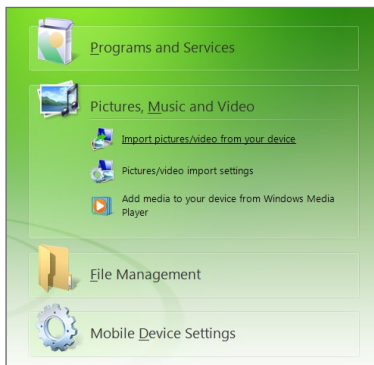 Programs and Services
Pictures, Music and Video
Import pictures/video from your device
Pictures/video import settings
Add media to your device from Windows Media
Player
File Management
Mobile Device Settings